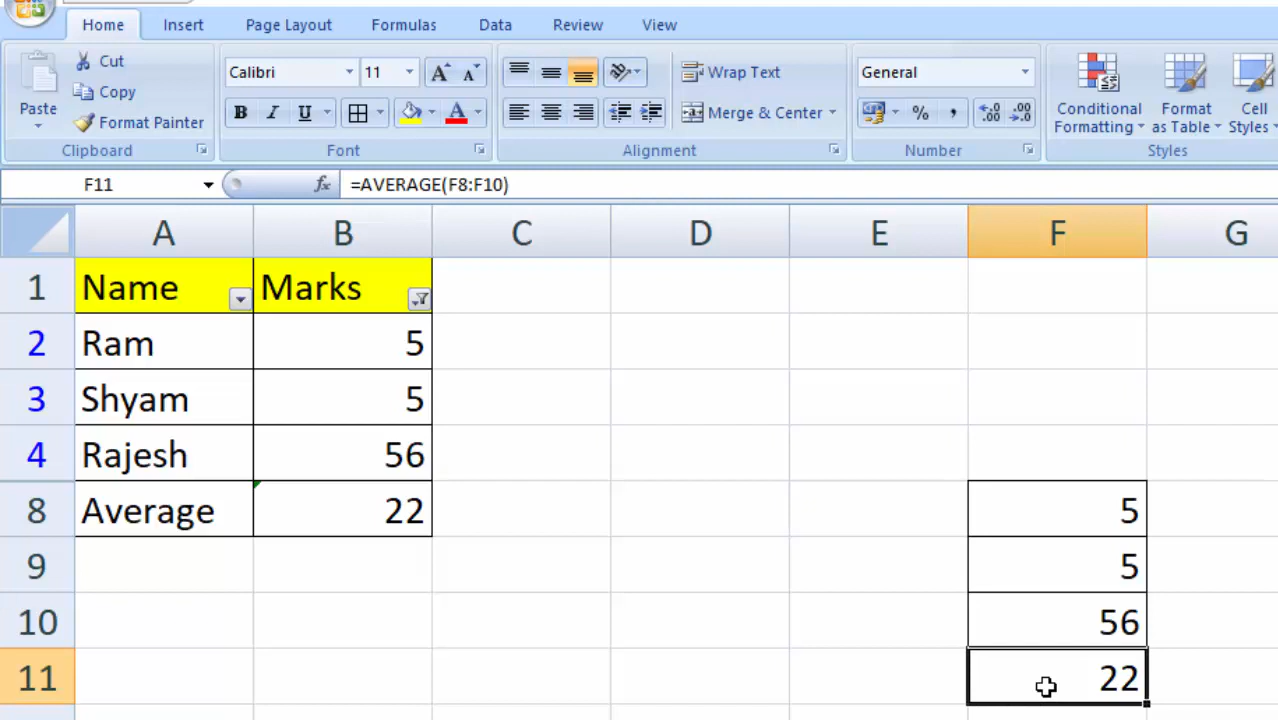 Home Insert Page Layout Formulas Data Review View
Paste
Cut
Copy
Format Painter
Clipboard
Calibri 11 A A
B I U A
Font
Wrap Text
Merge & Center
Alignment
General
% , .00 .00
Number
Conditional Formatting
Format as Table
Cell Styles
Styles
F11 fx =AVERAGE(F8:F10)
A B C D E F G
1 Name Marks
2 Ram 5
3 Shyam 5
4 Rajesh 56
8 Average 22 5
9 5
10 56
11 22